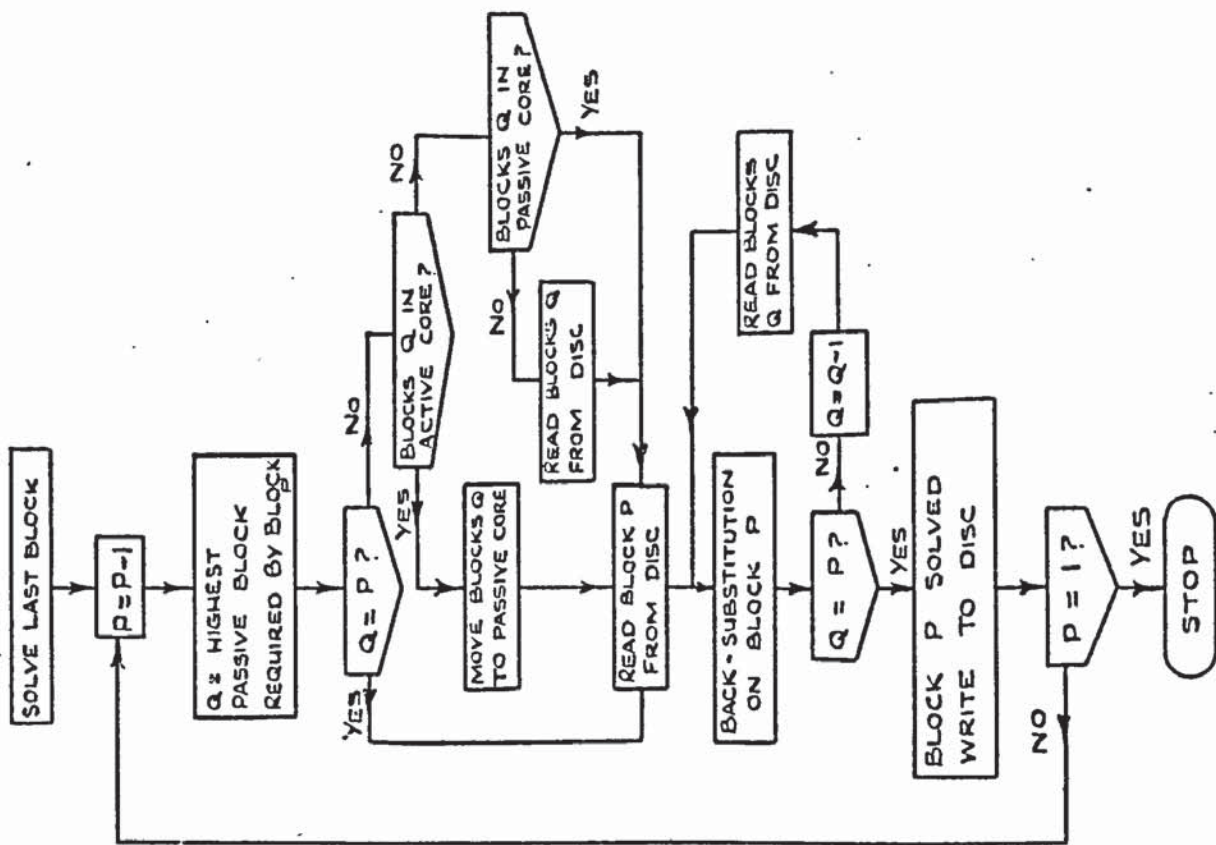 SOLVE LAST BLOCK
P=P-1
Q = HIGHEST
PASSIVE BLOCK
REQUIRED BY BLOCK
P
Q = P ?
NO
YES
BLOCKS Q IN
ACTIVE CORE?
NO
YES
BLOCKS Q IN
PASSIVE CORE?
YES
NO
MOVE BLOCKS Q
TO PASSIVE CORE
READ BLOCKS Q
FROM DISC
READ BLOCK P
FROM DISC
BACK-SUBSTITUTION
ON BLOCK P
READ BLOCKS
Q FROM DISC
Q=Q-1
Q = P?
NO
YES
BLOCK P SOLVED
WRITE TO DISC
P = 1?
NO
YES
STOP